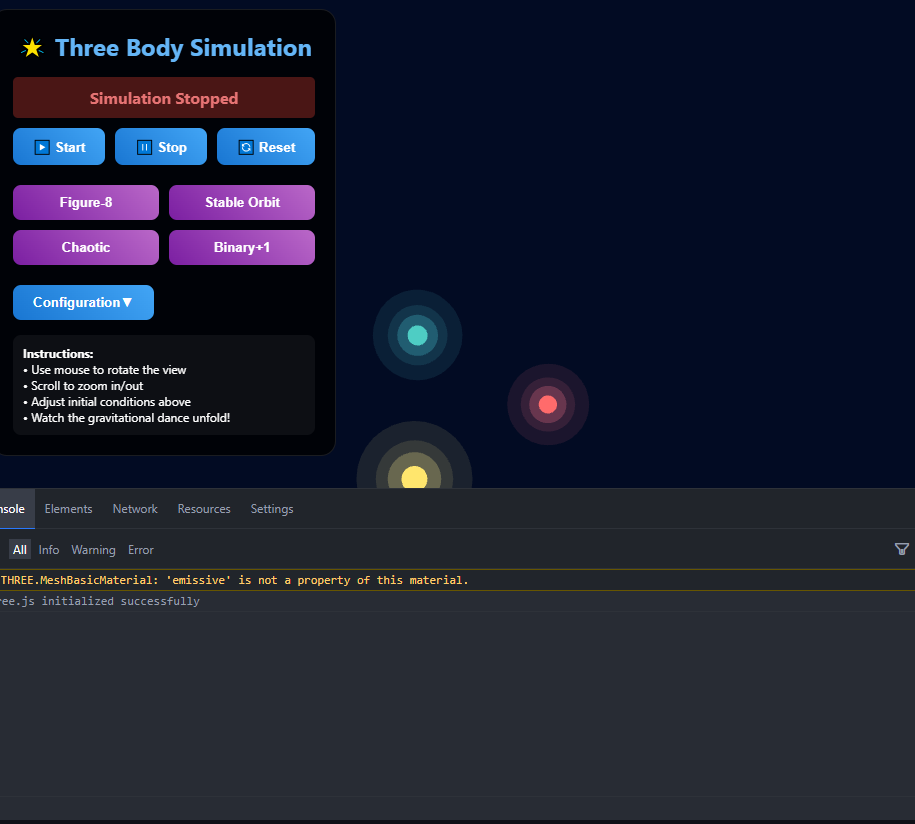 Three Body Simulation
Simulation Stopped
Start
Stop
Reset
Figure-8
Stable Orbit
Chaotic
Binary+1
Configuration▼
Instructions:
• Use mouse to rotate the view
• Scroll to zoom in/out
• Adjust initial conditions above
• Watch the gravitational dance unfold!
nsole Elements Network Resources Settings
All Info Warning Error
THREE.MeshBasicMaterial: 'emissive' is not a property of this material.
ree.js initialized successfully